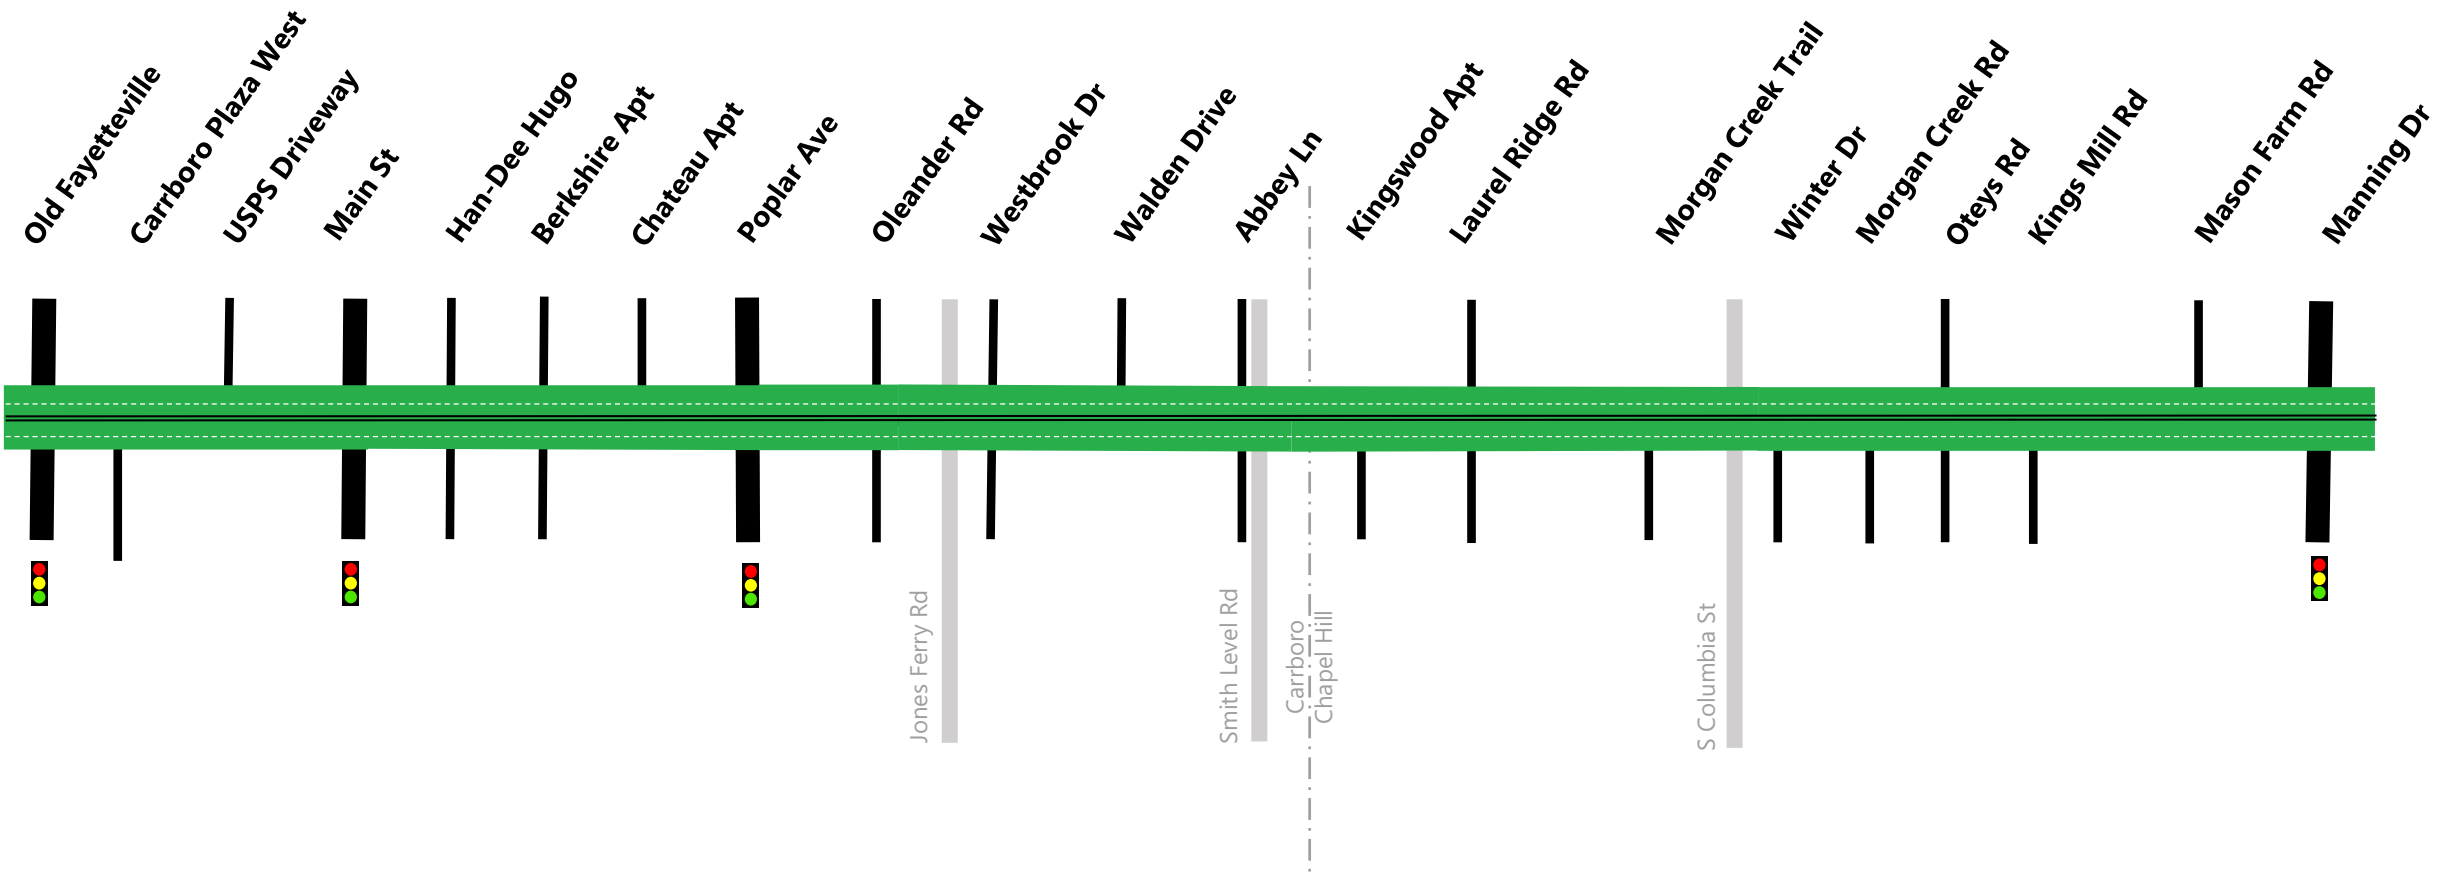 Old Fayetteville
Carrboro Plaza West
USPS Driveway
Main St
Han-Dee Hugo
Berkshire Apt
Chateau Apt
Poplar Ave
Oleander Rd
Westbrook Dr
Walden Drive
Abbey Ln
Kingswood Apt
Laurel Ridge Rd
Morgan Creek Trail
Winter Dr
Morgan Creek Rd
Oteys Rd
Kings Mill Rd
Mason Farm Rd
Manning Dr
Jones Ferry Rd
Smith Level Rd
Carrboro
Chapel Hill
S Columbia St